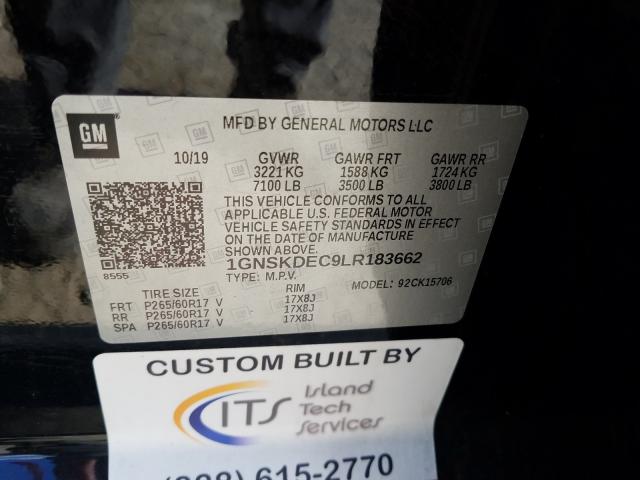 GM
MFD BY GENERAL MOTORS LLC
10/19 GVWR GAWR FRT GAWR RR
3221 KG 1588 KG 1724 KG
7100 LB 3500 LB 3800 LB
THIS VEHICLE CONFORMS TO ALL
APPLICABLE U.S. FEDERAL MOTOR
VEHICLE SAFETY STANDARDS IN EFFECT
ON THE DATE OF MANUFACTURE
SHOWN ABOVE.
1GNSKDEC9LR183662
8555
TYPE: M.P.V. MODEL: 92CK15706
TIRE SIZE RIM
FRT P265/60R17 V 17X8J
RR P265/60R17 V 17X8J
SPA P265/60R17 V 17X8J
CUSTOM BUILT BY
ITS Island
Tech
Services
615-2770